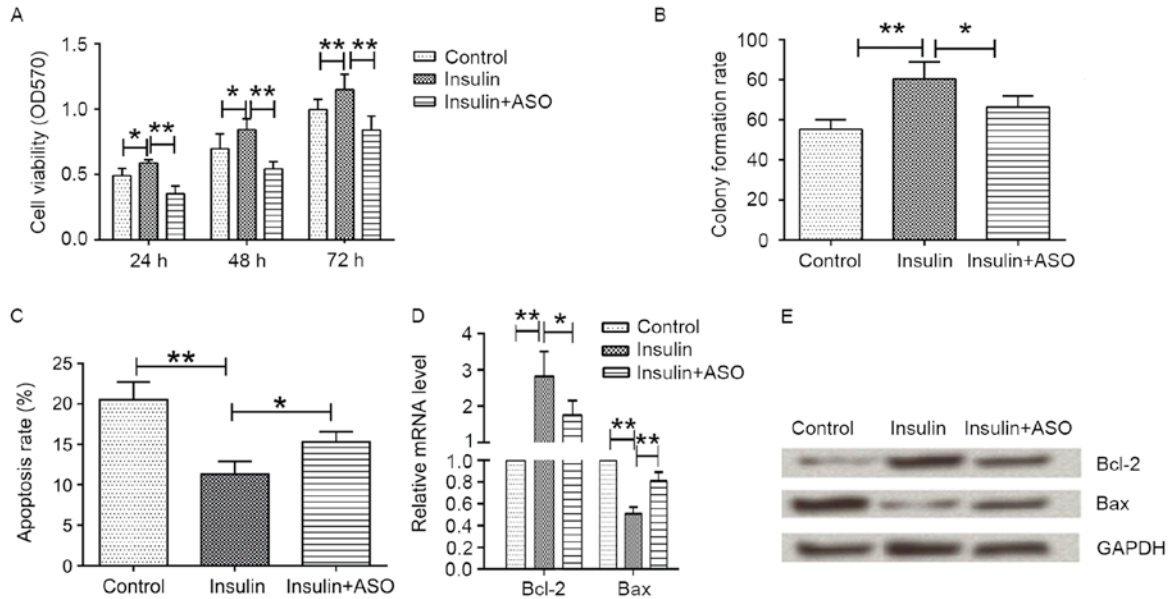 A
Cell viability (OD570)
1.5
1.0
0.5
0.0
* **
* **
** **
24 h 48 h 72 h
Control
Insulin
Insulin+ASO
B
Colony formation rate
100
80
60
40
20
0
** *
Control Insulin Insulin+ASO
C
Apoptosis rate (%)
25
20
15
10
5
0
**
*
Control Insulin Insulin+ASO
D
Relative mRNA level
4
3
2
1
1.0
0.8
0.6
0.4
0.2
0.0
** *
** **
Bcl-2 Bax
Control
Insulin
Insulin+ASO
E
Control Insulin Insulin+ASO
Bcl-2
Bax
GAPDH